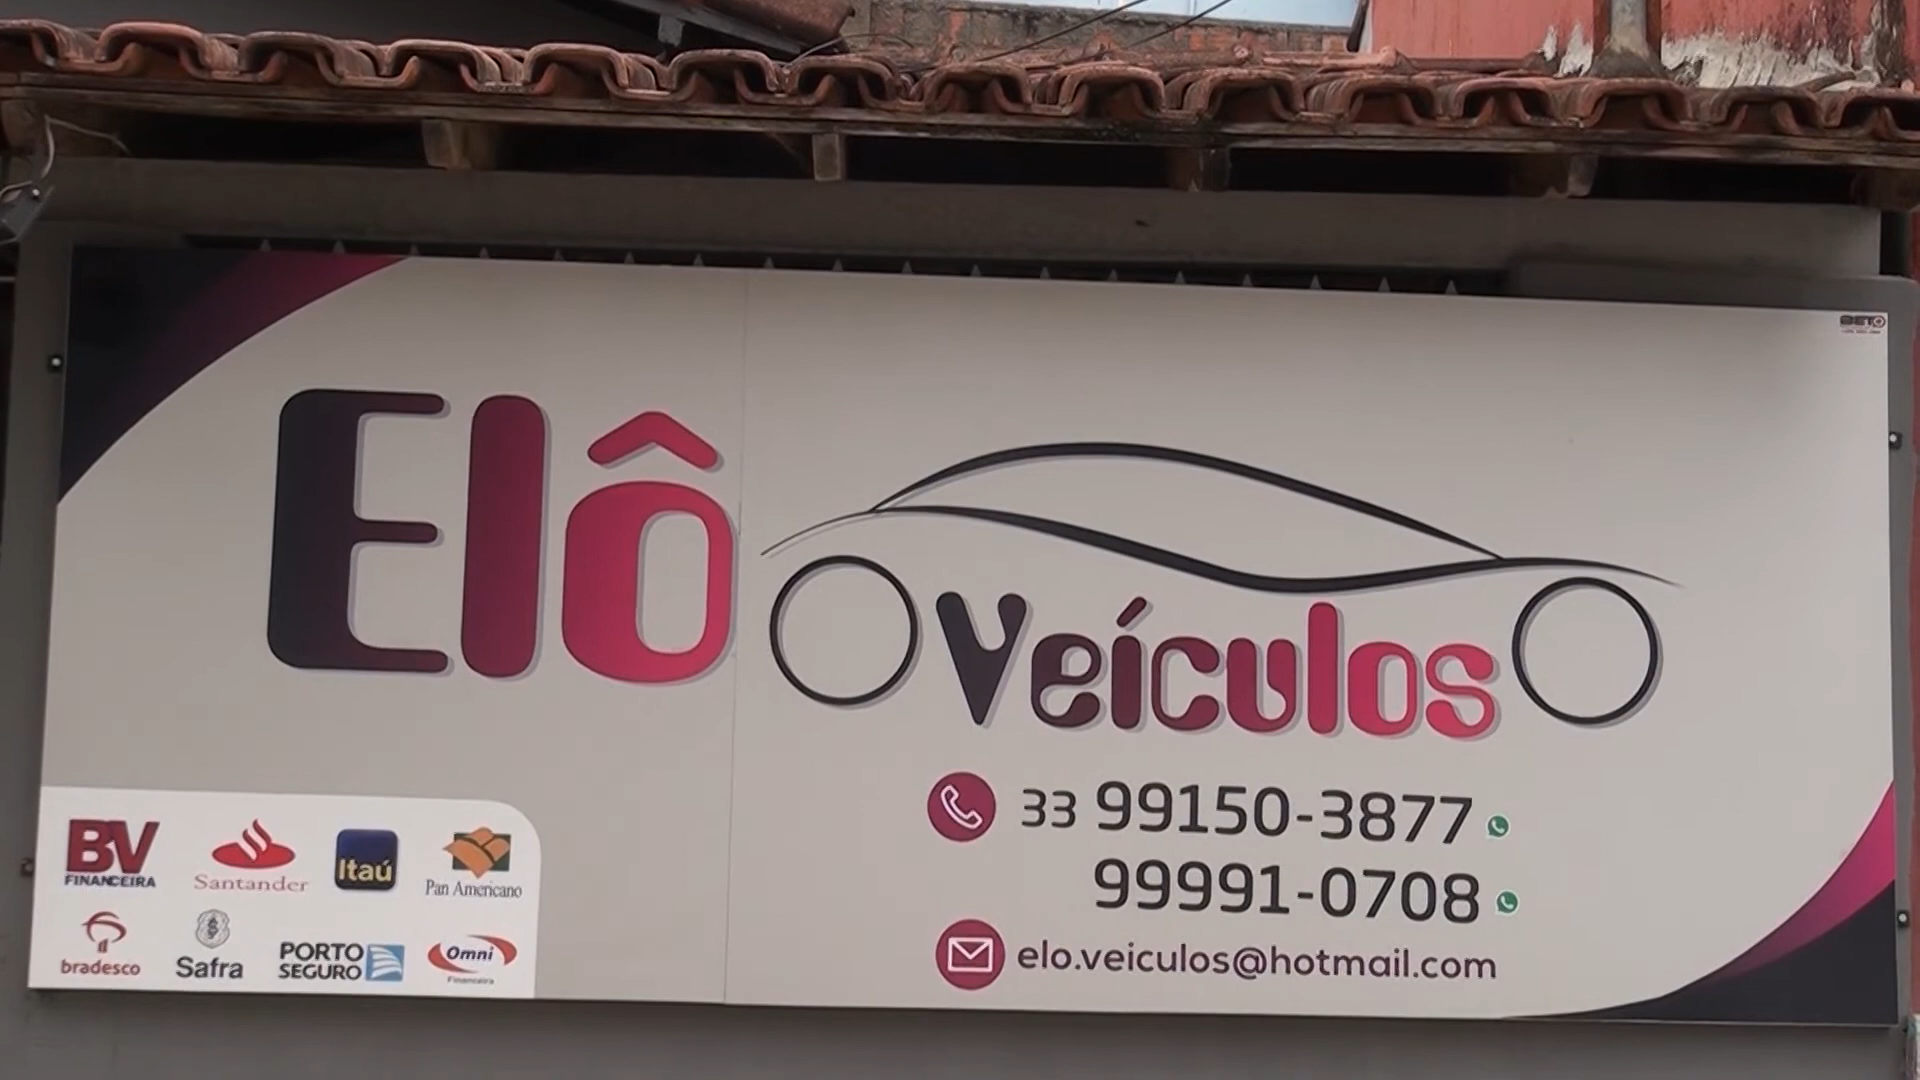 BETO
Elô
Veículos
33 99150-3877
99991-0708
elo.veiculos@hotmail.com
BV FINANCEIRA
Santander
Itaú
Pan Americano
bradesco
Safra
PORTO SEGURO
Omni
Financeira